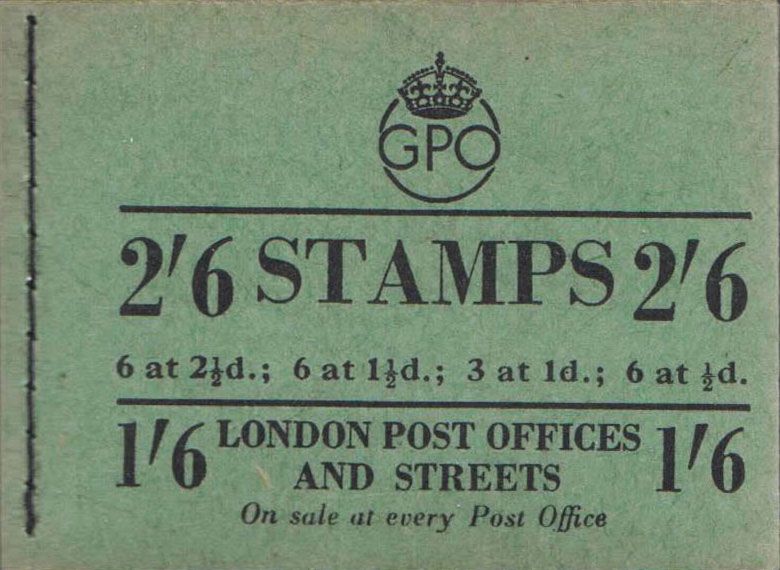 GPO
2'6 STAMPS 2'6
6 at 2½d.; 6 at 1½d.; 3 at 1d.; 6 at ½d.
1'6 LONDON POST OFFICES 1'6
AND STREETS
On sale at every Post Office